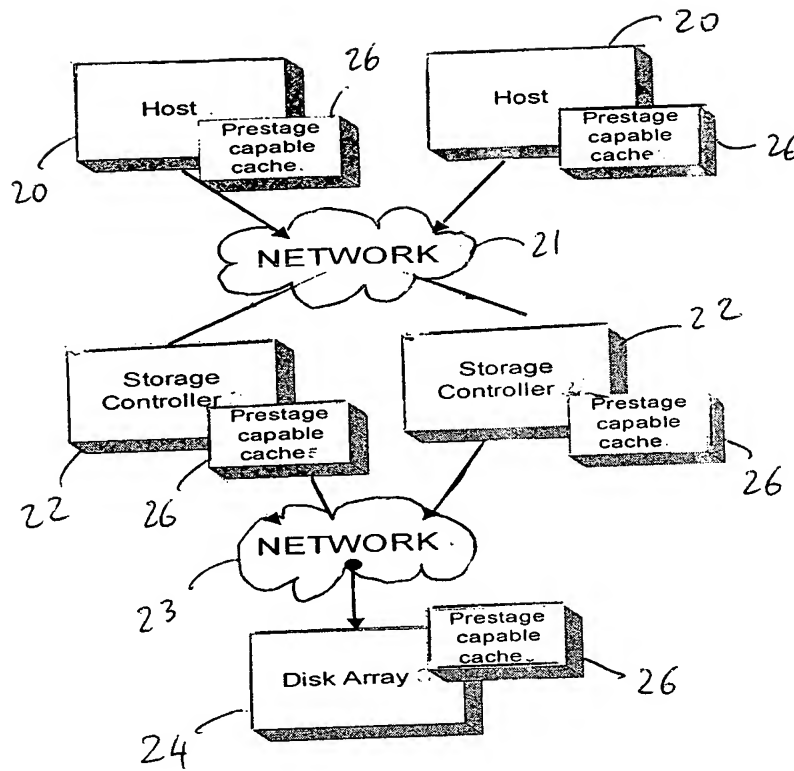 20
26
Host
Prestage
capable
cache.
20
Host
Prestage
capable
cache.
26
NETWORK
21
Storage
Controller
Prestage
capable
cache
22
26
22
Storage
Controller
Prestage
capable
cache.
26
NETWORK
23
Prestage
capable
cache
Disk Array
26
24